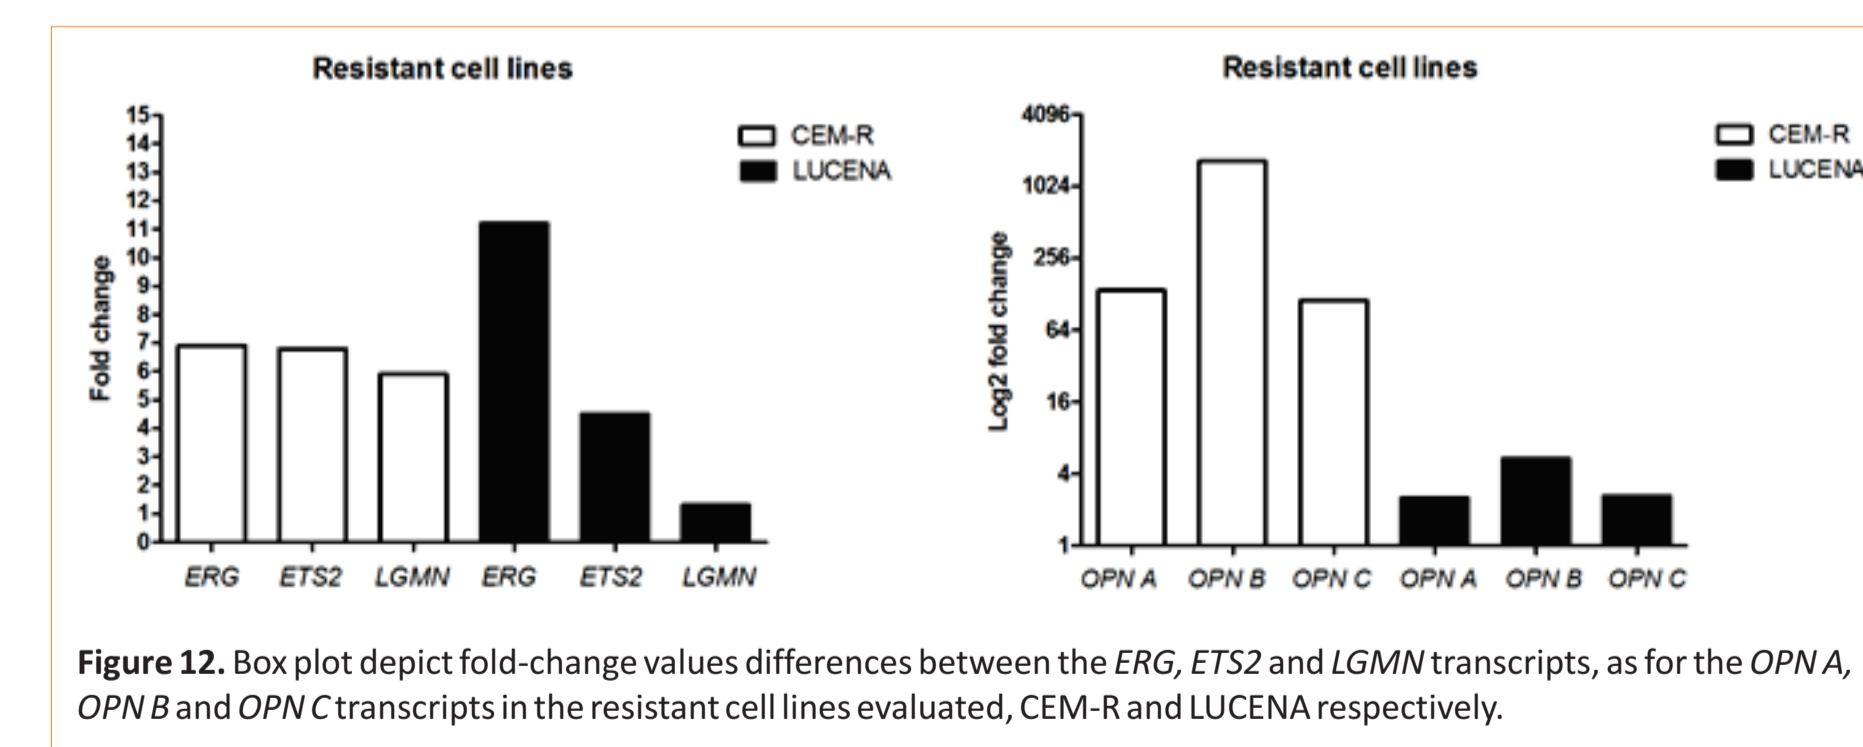 Resistant cell lines
15
14
13
12
11
10
9
8
7
6
5
4
3
2
1
0
Fold change
CEM-R
LUCENA
ERG ETS2 LGMN ERG ETS2 LGMN
Resistant cell lines
4096
1024
256
64
16
4
1
Log2 fold change
CEM-R
LUCENA
OPN A OPN B OPN C OPN A OPN B OPN C
Figure 12. Box plot depict fold-change values differences between the ERG, ETS2 and LGMN transcripts, as for the OPN A,
OPN B and OPN C transcripts in the resistant cell lines evaluated, CEM-R and LUCENA respectively.